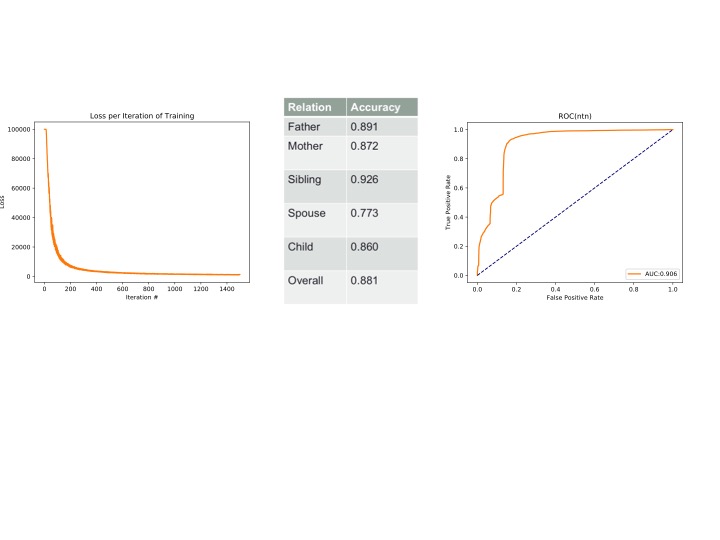 Loss per Iteration of Training
Loss
100000
80000
60000
40000
20000
0
0 200 400 600 800 1000 1200 1400
Iteration #
Relation Accuracy
Father 0.891
Mother 0.872
Sibling 0.926
Spouse 0.773
Child 0.860
Overall 0.881
ROC(ntn)
True Positive Rate
1.0
0.8
0.6
0.4
0.2
0.0
AUC:0.906
0.0 0.2 0.4 0.6 0.8 1.0
False Positive Rate